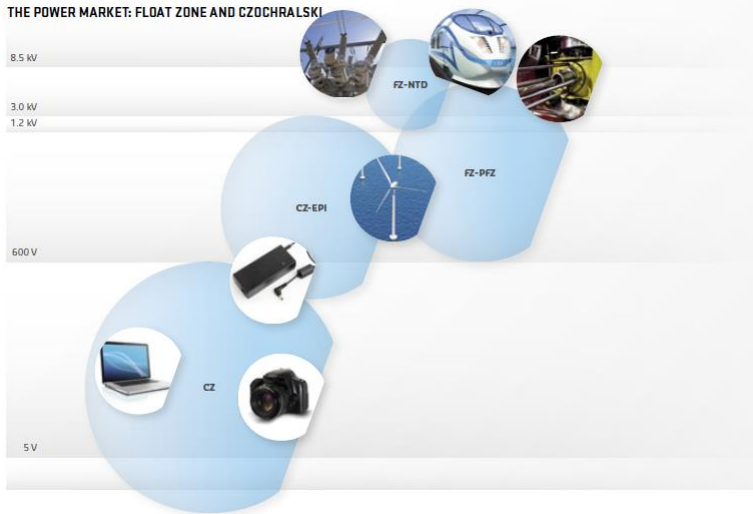 THE POWER MARKET: FLOAT ZONE AND CZOCHRALSKI
8.5 kV
FZ-NTD
3.0 kV
1.2 kV
FZ-PFZ
CZ-EPI
600 V
CZ
5 V